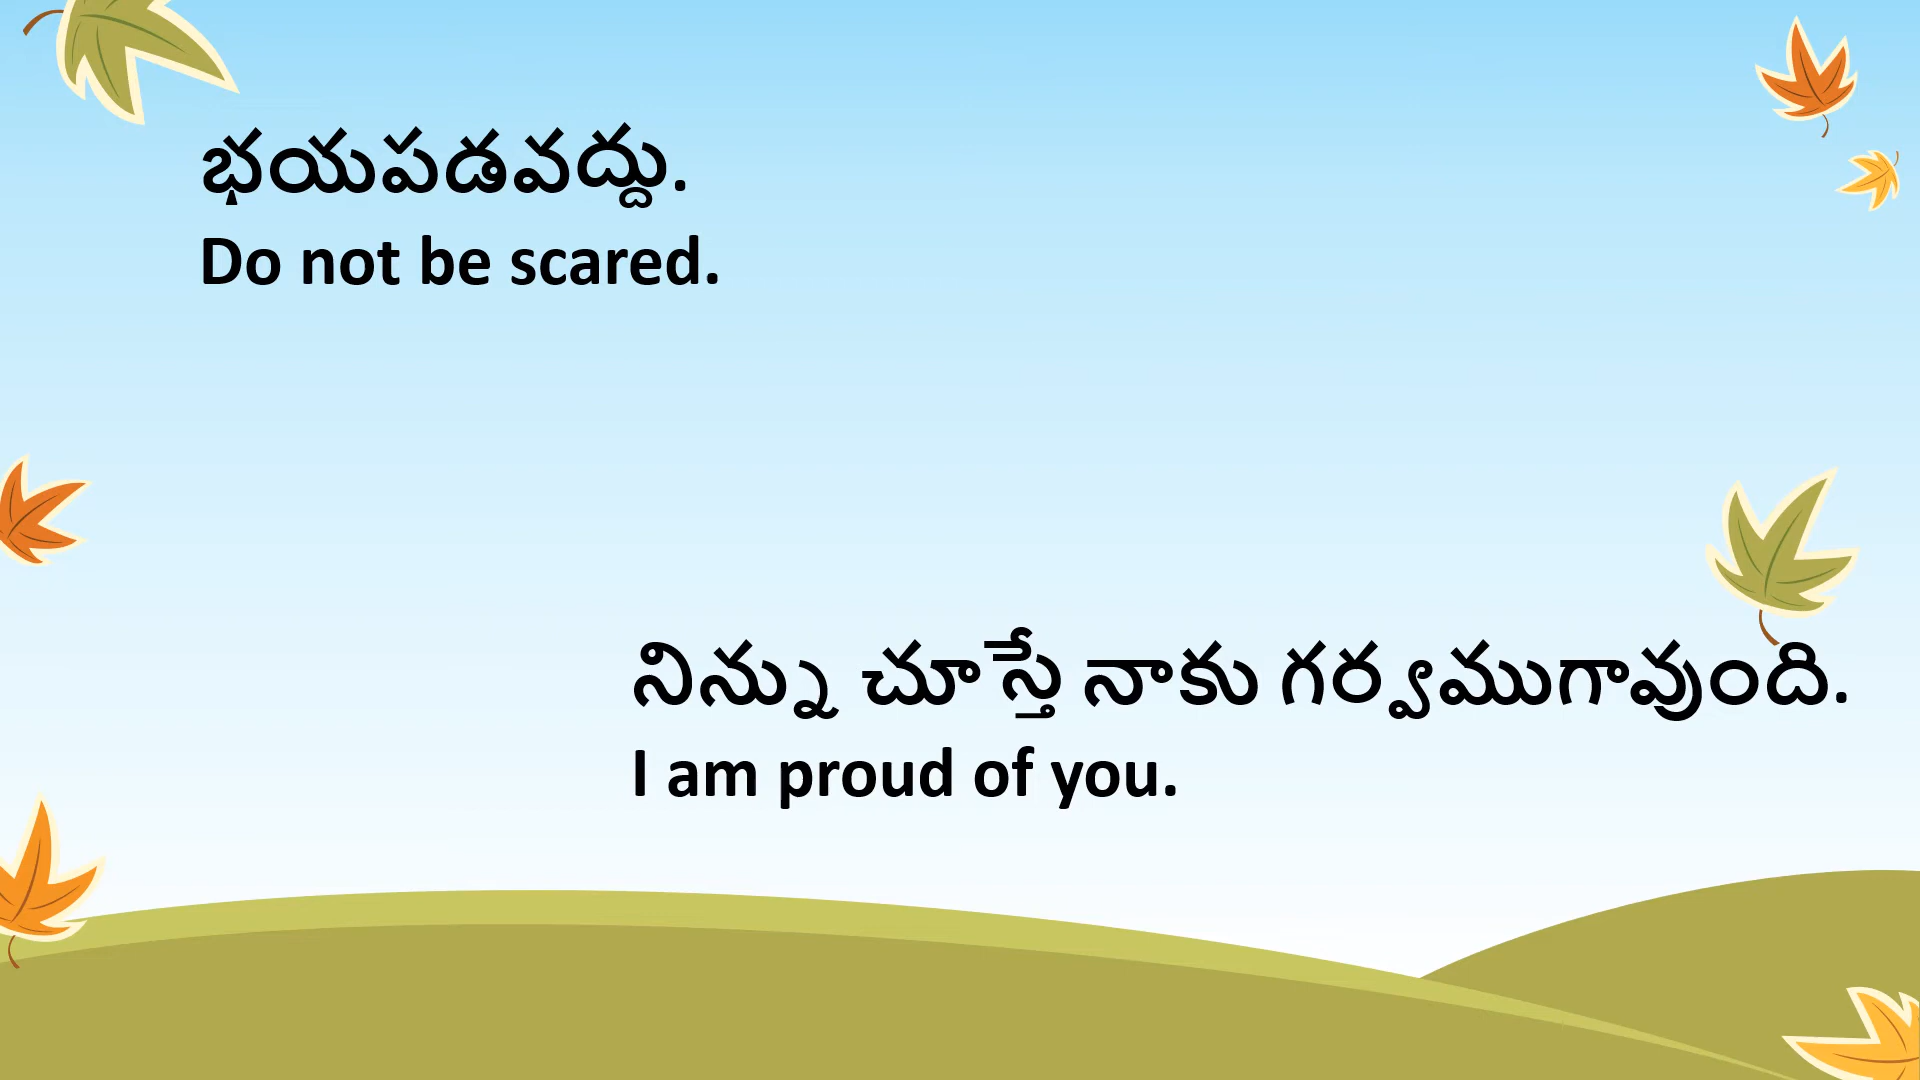 భయపడవద్దు.
Do not be scared.
నిన్ను చూస్తే నాకు గర్వముగావుంది.
I am proud of you.